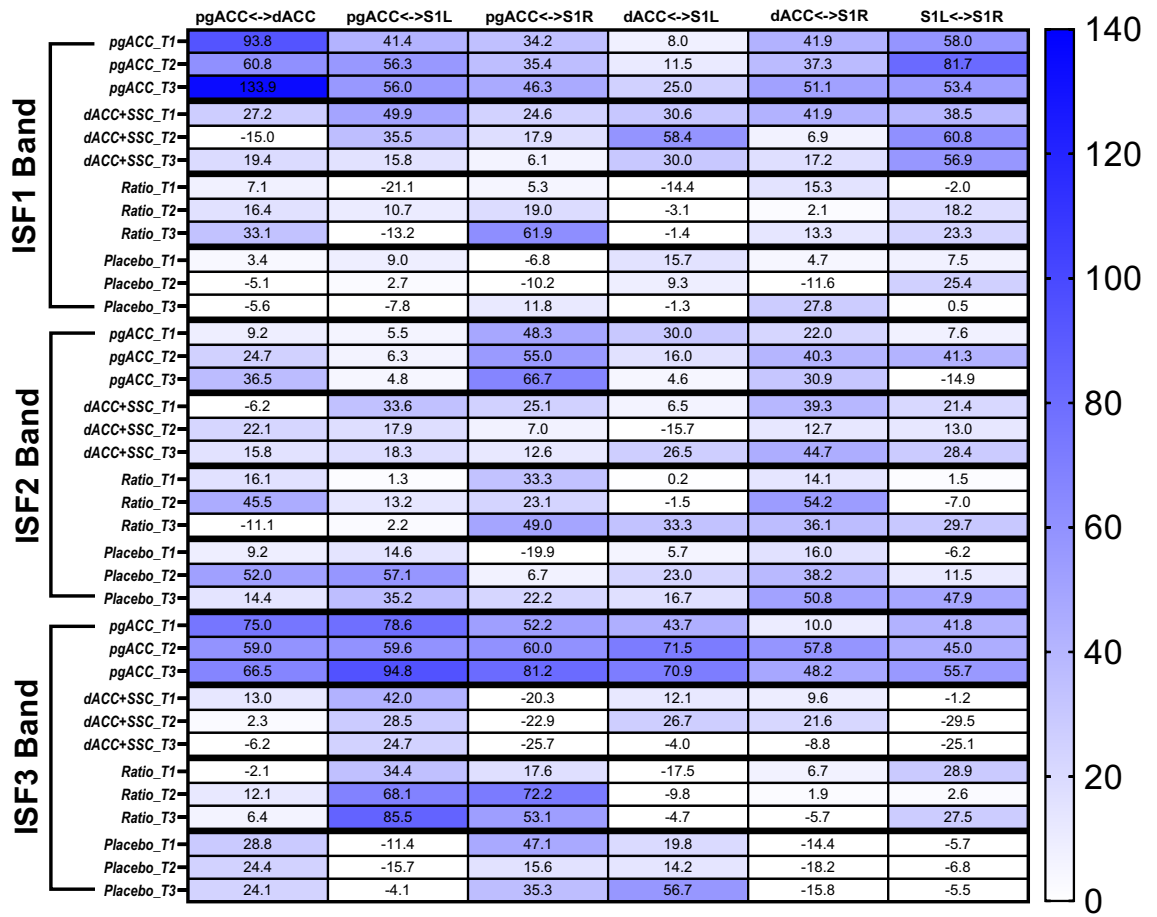 pgACC<->dACC pgACC<->S1L pgACC<->S1R dACC<->S1L dACC<->S1R S1L<->S1R
ISF1 Band
pgACC_T1 93.8 41.4 34.2 8.0 41.9 58.0
pgACC_T2 60.8 56.3 35.4 11.5 37.3 81.7
pgACC_T3 133.9 56.0 46.3 25.0 51.1 53.4
dACC+SSC_T1 27.2 49.9 24.6 30.6 41.9 38.5
dACC+SSC_T2 -15.0 35.5 17.9 58.4 6.9 60.8
dACC+SSC_T3 19.4 15.8 6.1 30.0 17.2 56.9
Ratio_T1 7.1 -21.1 5.3 -14.4 15.3 -2.0
Ratio_T2 16.4 10.7 19.0 -3.1 2.1 18.2
Ratio_T3 33.1 -13.2 61.9 -1.4 13.3 23.3
Placebo_T1 3.4 9.0 -6.8 15.7 4.7 7.5
Placebo_T2 -5.1 2.7 -10.2 9.3 -11.6 25.4
Placebo_T3 -5.6 -7.8 11.8 -1.3 27.8 0.5
ISF2 Band
pgACC_T1 9.2 5.5 48.3 30.0 22.0 7.6
pgACC_T2 24.7 6.3 55.0 16.0 40.3 41.3
pgACC_T3 36.5 4.8 66.7 4.6 30.9 -14.9
dACC+SSC_T1 -6.2 33.6 25.1 6.5 39.3 21.4
dACC+SSC_T2 22.1 17.9 7.0 -15.7 12.7 13.0
dACC+SSC_T3 15.8 18.3 12.6 26.5 44.7 28.4
Ratio_T1 16.1 1.3 33.3 0.2 14.1 1.5
Ratio_T2 45.5 13.2 23.1 -1.5 54.2 -7.0
Ratio_T3 -11.1 2.2 49.0 33.3 36.1 29.7
Placebo_T1 9.2 14.6 -19.9 5.7 16.0 -6.2
Placebo_T2 52.0 57.1 6.7 23.0 38.2 11.5
Placebo_T3 14.4 35.2 22.2 16.7 50.8 47.9
ISF3 Band
pgACC_T1 75.0 78.6 52.2 43.7 10.0 41.8
pgACC_T2 59.0 59.6 60.0 71.5 57.8 45.0
pgACC_T3 66.5 94.8 81.2 70.9 48.2 55.7
dACC+SSC_T1 13.0 42.0 -20.3 12.1 9.6 -1.2
dACC+SSC_T2 2.3 28.5 -22.9 26.7 21.6 -29.5
dACC+SSC_T3 -6.2 24.7 -25.7 -4.0 -8.8 -25.1
Ratio_T1 -2.1 34.4 17.6 -17.5 6.7 28.9
Ratio_T2 12.1 68.1 72.2 -9.8 1.9 2.6
Ratio_T3 6.4 85.5 53.1 -4.7 -5.7 27.5
Placebo_T1 28.8 -11.4 47.1 19.8 -14.4 -5.7
Placebo_T2 24.4 -15.7 15.6 14.2 -18.2 -6.8
Placebo_T3 24.1 -4.1 35.3 56.7 -15.8 -5.5
140
120
100
80
60
40
20
0